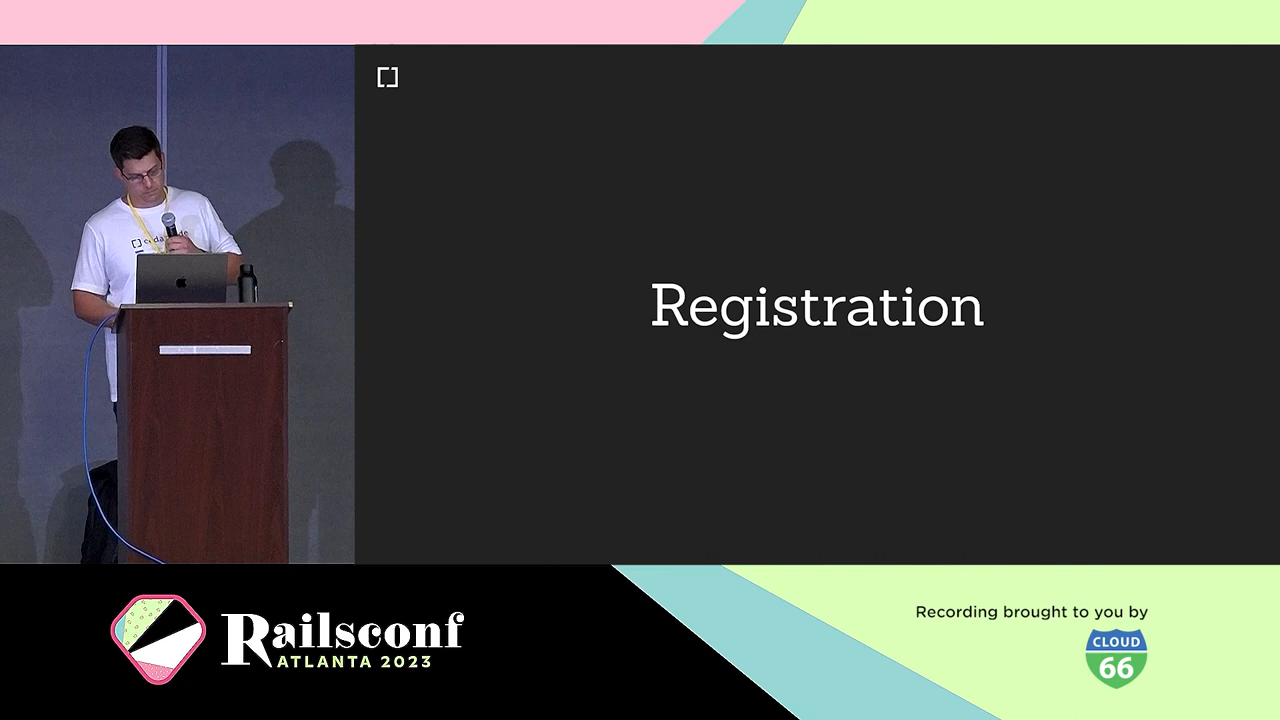 Registration
Railsconf
ATLANTA 2023
Recording brought to you by
CLOUD
66